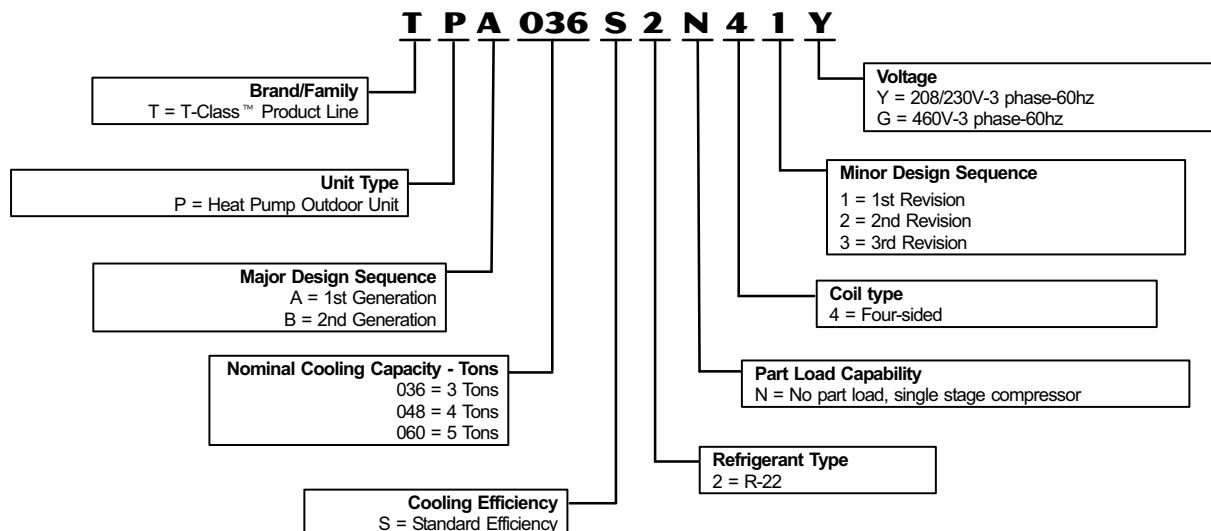 T P A 036 S 2 N 4 1 Y
Brand/Family
T = T-Class™ Product Line
Voltage
Y = 208/230V-3 phase-60hz
G = 460V-3 phase-60hz
Unit Type
P = Heat Pump Outdoor Unit
Minor Design Sequence
1 = 1st Revision
2 = 2nd Revision
3 = 3rd Revision
Major Design Sequence
A = 1st Generation
B = 2nd Generation
Coil type
4 = Four-sided
Nominal Cooling Capacity - Tons
036 = 3 Tons
048 = 4 Tons
060 = 5 Tons
Part Load Capability
N = No part load, single stage compressor
Refrigerant Type
2 = R-22
Cooling Efficiency
S = Standard Efficiency